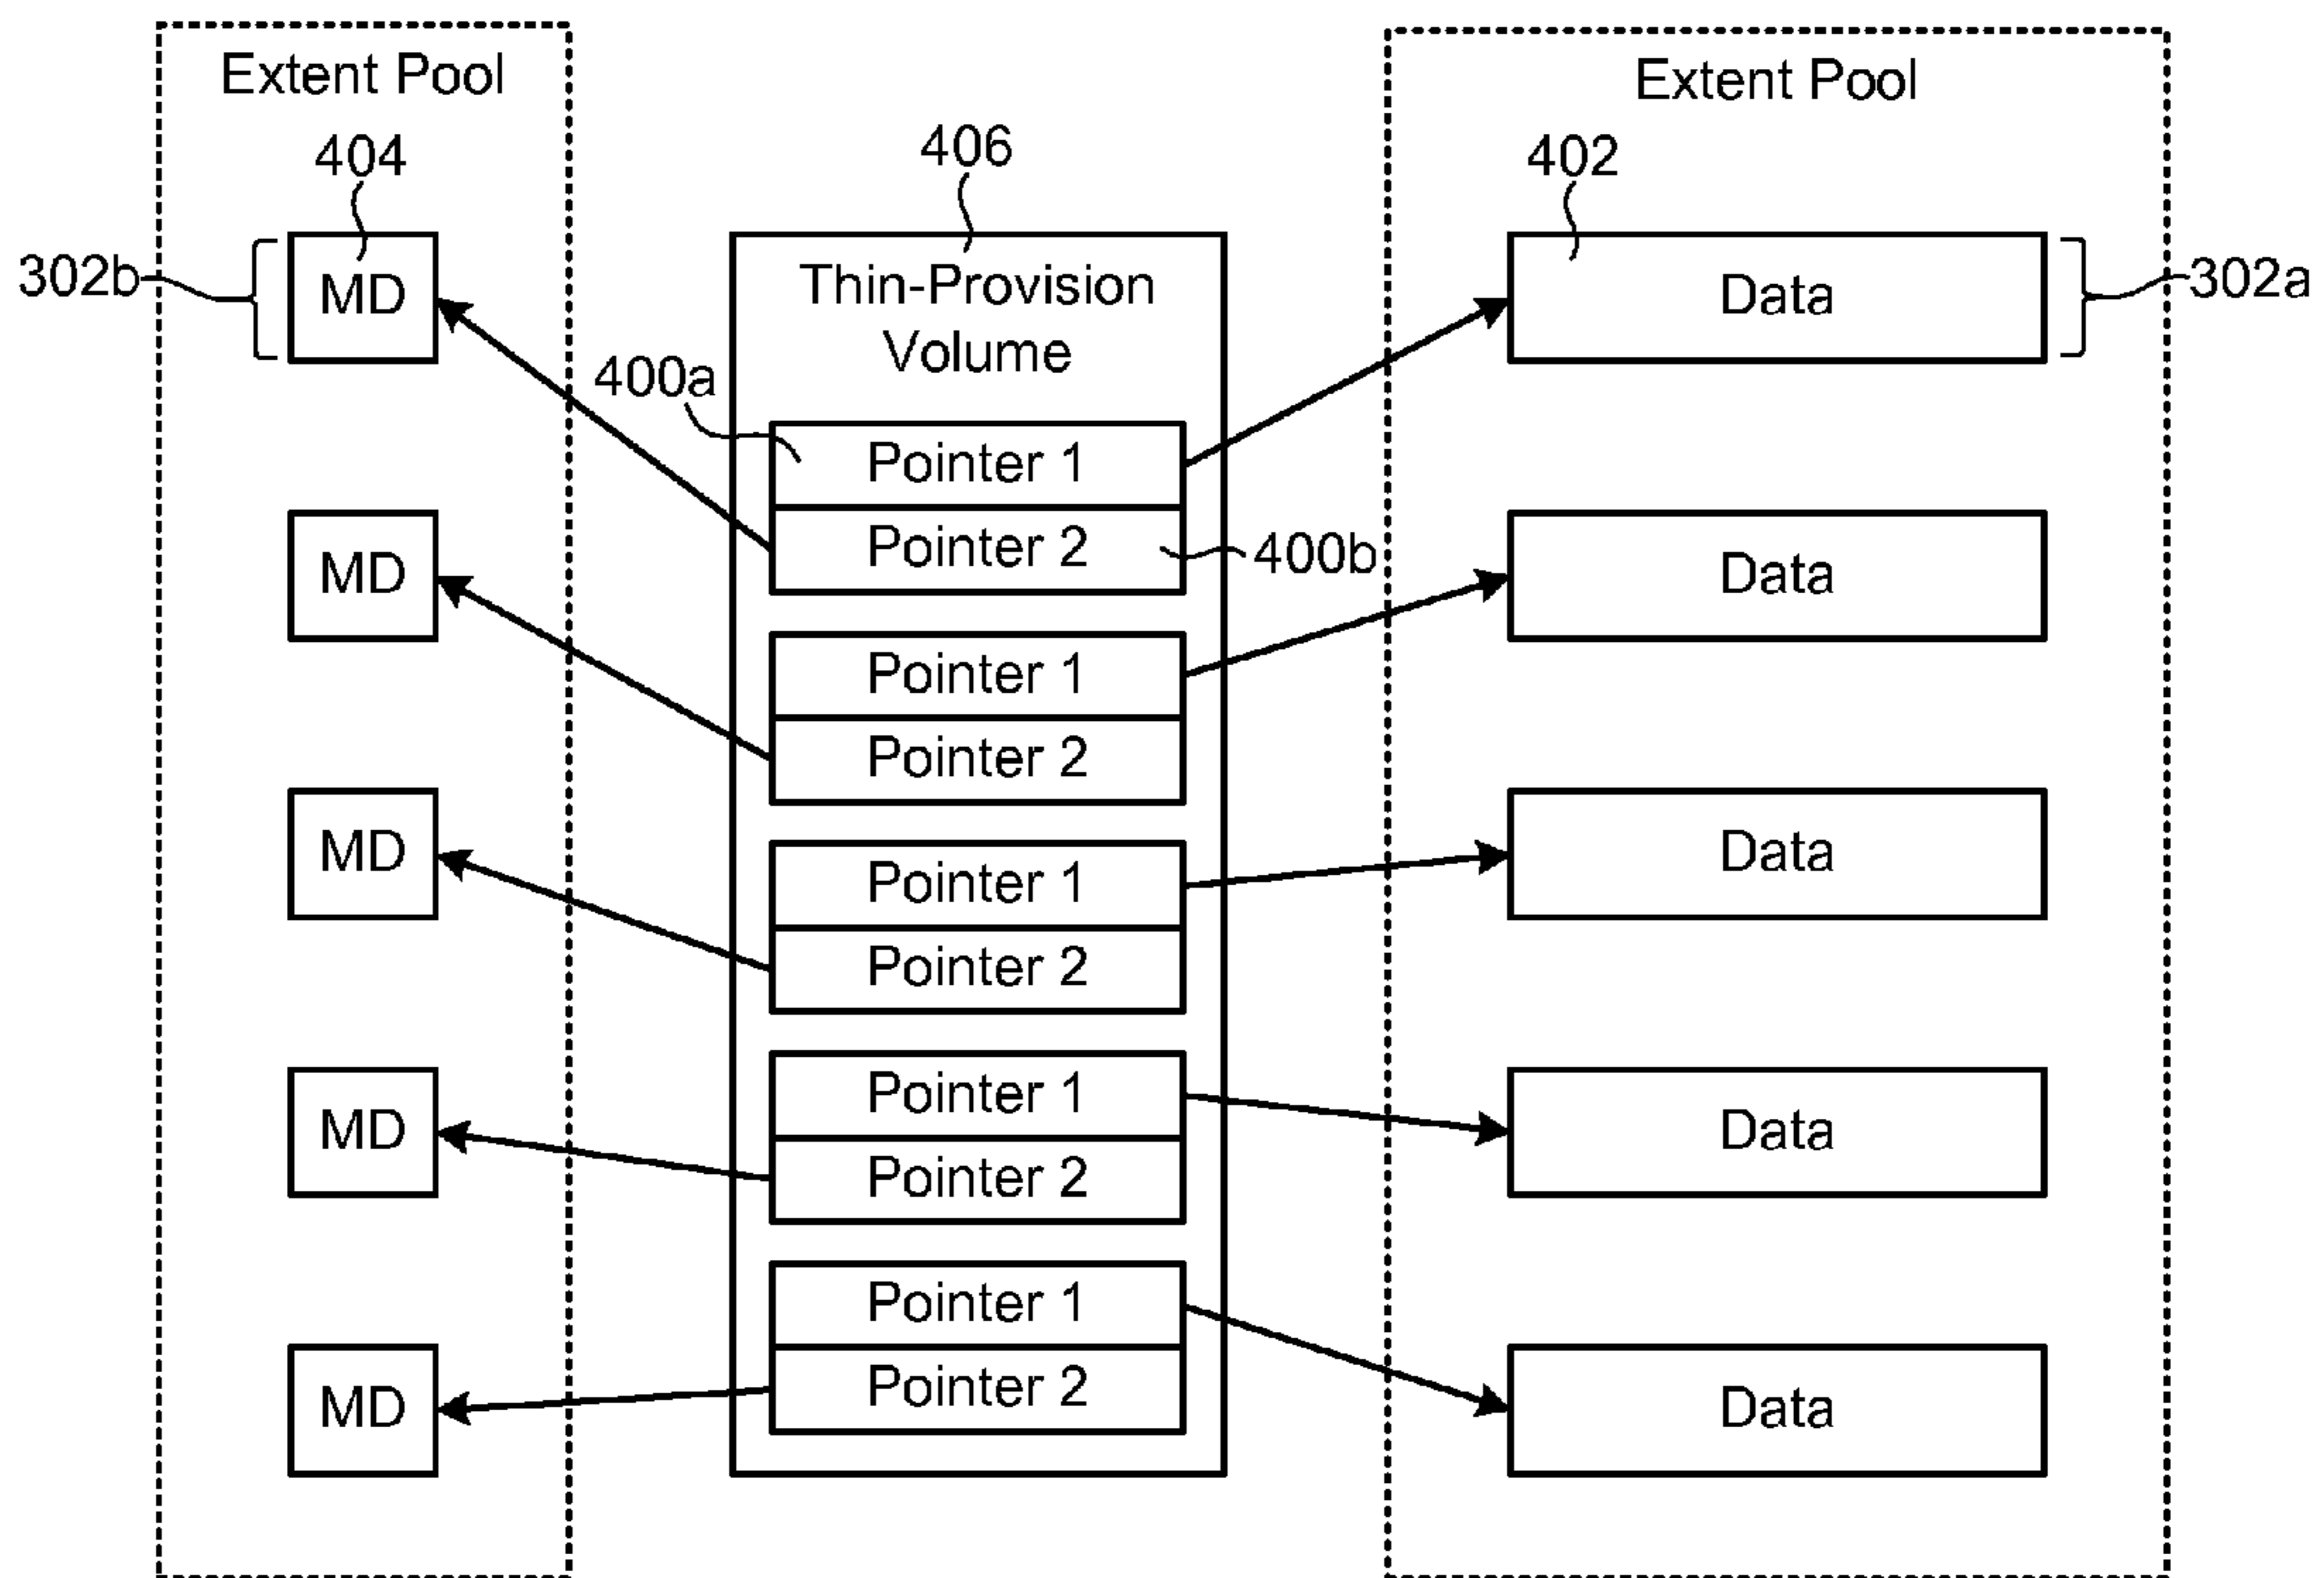 Extent Pool
Extent Pool
404
406
402
302b
MD
Thin-Provision
Volume
Data
302a
400a
Pointer 1
Pointer 2
400b
MD
Data
Pointer 1
Pointer 2
MD
Data
Pointer 1
Pointer 2
MD
Data
Pointer 1
Pointer 2
MD
Data
Pointer 1
Pointer 2